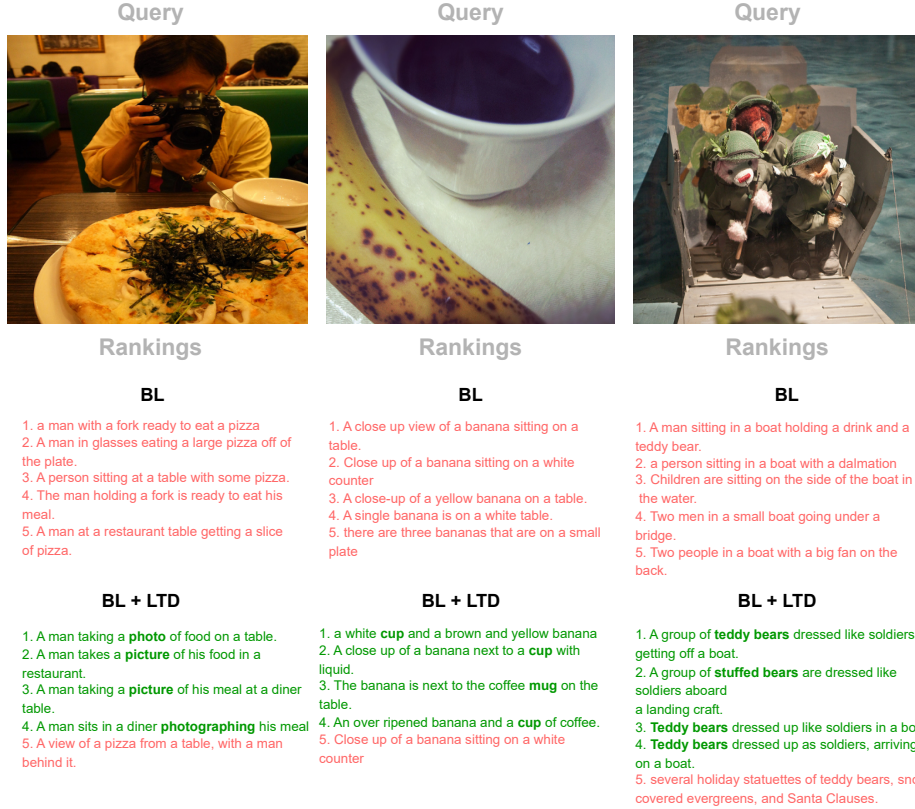 Query
Query
Query
Rankings
Rankings
Rankings
BL
1. a man with a fork ready to eat a pizza
2. A man in glasses eating a large pizza off of
the plate.
3. A person sitting at a table with some pizza.
4. The man holding a fork is ready to eat his
meal.
5. A man at a restaurant table getting a slice
of pizza.
BL
1. A close up view of a banana sitting on a
table.
2. Close up of a banana sitting on a white
counter
3. A close-up of a yellow banana on a table.
4. A single banana is on a white table.
5. there are three bananas that are on a small
plate
BL
1. A man sitting in a boat holding a drink and a
teddy bear.
2. a person sitting in a boat with a dalmation
3. Children are sitting on the side of the boat in
the water.
4. Two men in a small boat going under a
bridge.
5. Two people in a boat with a big fan on the
back.
BL + LTD
1. A man taking a photo of food on a table.
2. A man takes a picture of his food in a
restaurant.
3. A man taking a picture of his meal at a diner
table.
4. A man sits in a diner photographing his meal
5. A view of a pizza from a table, with a man
behind it.
BL + LTD
1. a white cup and a brown and yellow banana
2. A close up of a banana next to a cup with
liquid.
3. The banana is next to the coffee mug on the
table.
4. An over ripened banana and a cup of coffee.
5. Close up of a banana sitting on a white
counter
BL + LTD
1. A group of teddy bears dressed like soldiers
getting off a boat.
2. A group of stuffed bears are dressed like
soldiers aboard
a landing craft.
3. Teddy bears dressed up like soldiers in a
4. Teddy bears dressed up as soldiers, arriving
on a boat.
5. several holiday statuettes of teddy bears,
covered evergreens, and Santa Clauses.